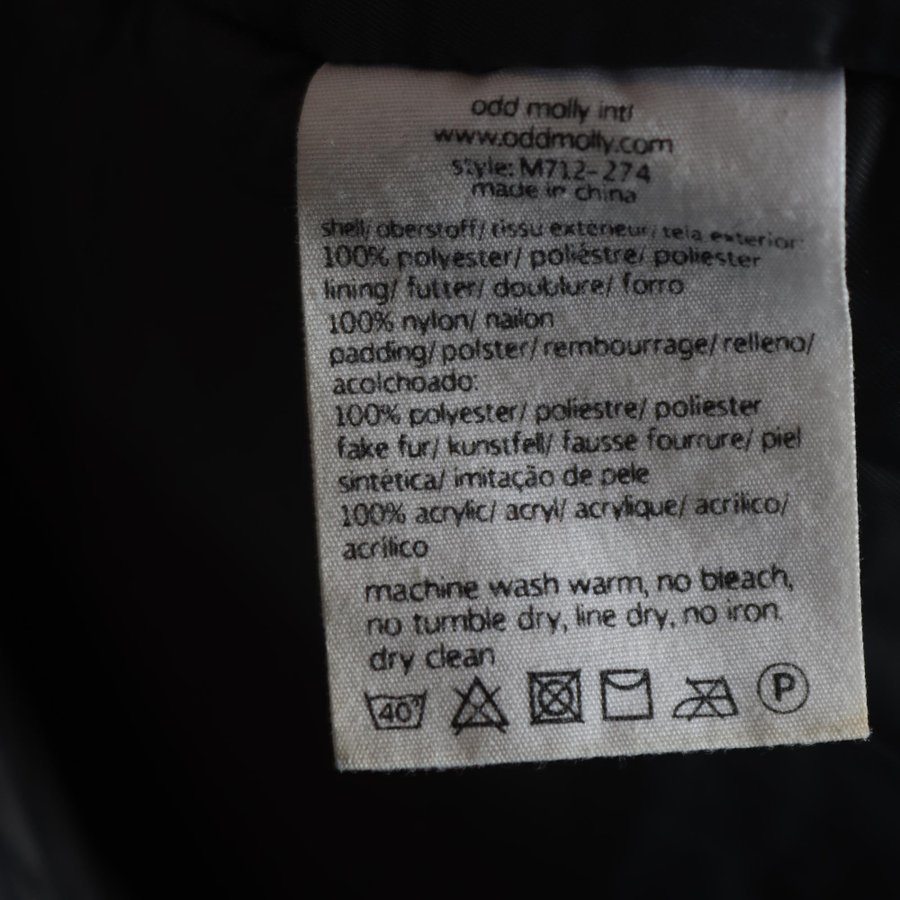 odd molly intl
www.oddmolly.com
style: M712-274
made in china
shell/ oberstoff/ tissu extérieur/ tela exterior:
100% polyester/ poliéstre/ poliester
lining/ futter/ doublure/ forro
100% nylon/ nailon
padding/ polster/ rembourrage/ relleno/
acolchoado:
100% polyester/ poliéstre/ poliester
fake fur/ kunstfell/ fausse fourrure/ piel
sintética/ imitação de pele
100% acrylic/ acryl/ acrylique/ acrilico/
acrílico
machine wash warm, no bleach,
no tumble dry, line dry, no iron.
dry clean
40° P